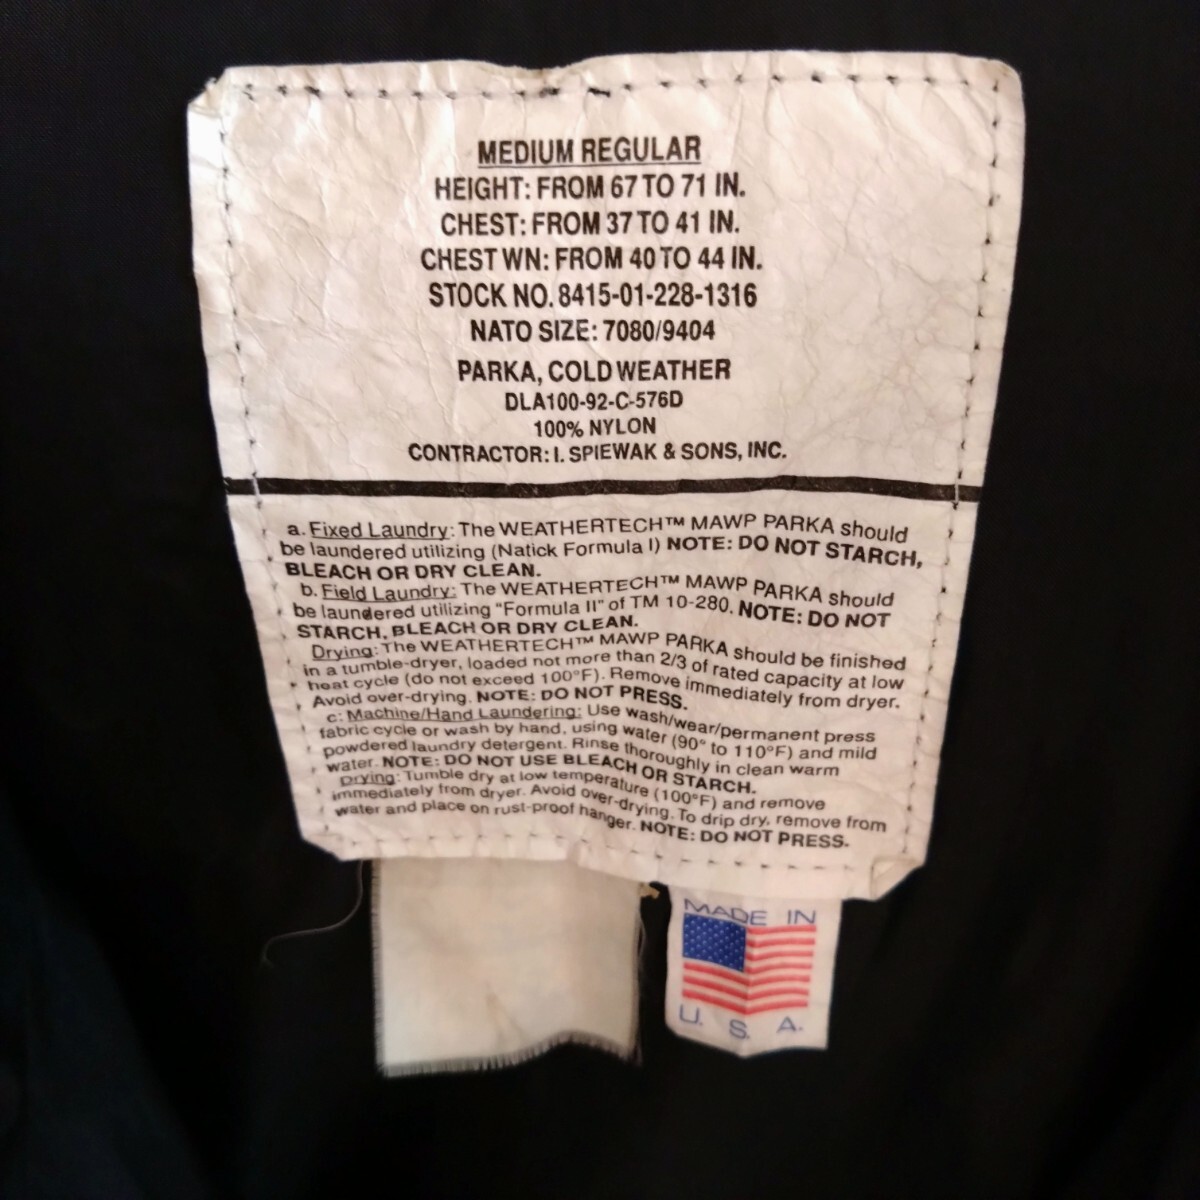 MEDIUM REGULAR
HEIGHT: FROM 67 TO 71 IN.
CHEST: FROM 37 TO 41 IN.
CHEST WN: FROM 40 TO 44 IN.
STOCK NO. 8415-01-228-1316
NATO SIZE: 7080/9404
PARKA, COLD WEATHER
DLA100-92-C-576D
100% NYLON
CONTRACTOR: I. SPIEWAK & SONS, INC.
a. Fixed Laundry: The WEATHERTECH™ MAWP PARKA should
be laundered utilizing (Natick Formula I) NOTE: DO NOT STARCH,
BLEACH OR DRY CLEAN.
b. Field Laundry: The WEATHERTECH™ MAWP PARKA should
be laundered utilizing "Formula II" of TM 10-280. NOTE: DO NOT
STARCH, BLEACH OR DRY CLEAN.
Drying: The WEATHERTECH™ MAWP PARKA should be finished
in a tumble-dryer, loaded not more than 2/3 of rated capacity at low
heat cycle (do not exceed 100°F). Remove immediately from dryer.
Avoid over-drying. NOTE: DO NOT PRESS.
c: Machine/Hand Laundering: Use wash/wear/permanent press
fabric cycle or wash by hand, using water (90° to 110°F) and mild
powdered laundry detergent. Rinse thoroughly in clean warm
water. NOTE: DO NOT USE BLEACH OR STARCH.
Drying: Tumble dry at low temperature (100°F) and remove
immediately from dryer. Avoid over-drying. To drip dry, remove from
water and place on rust-proof hanger. NOTE: DO NOT PRESS.
MADE IN
U. S. A.